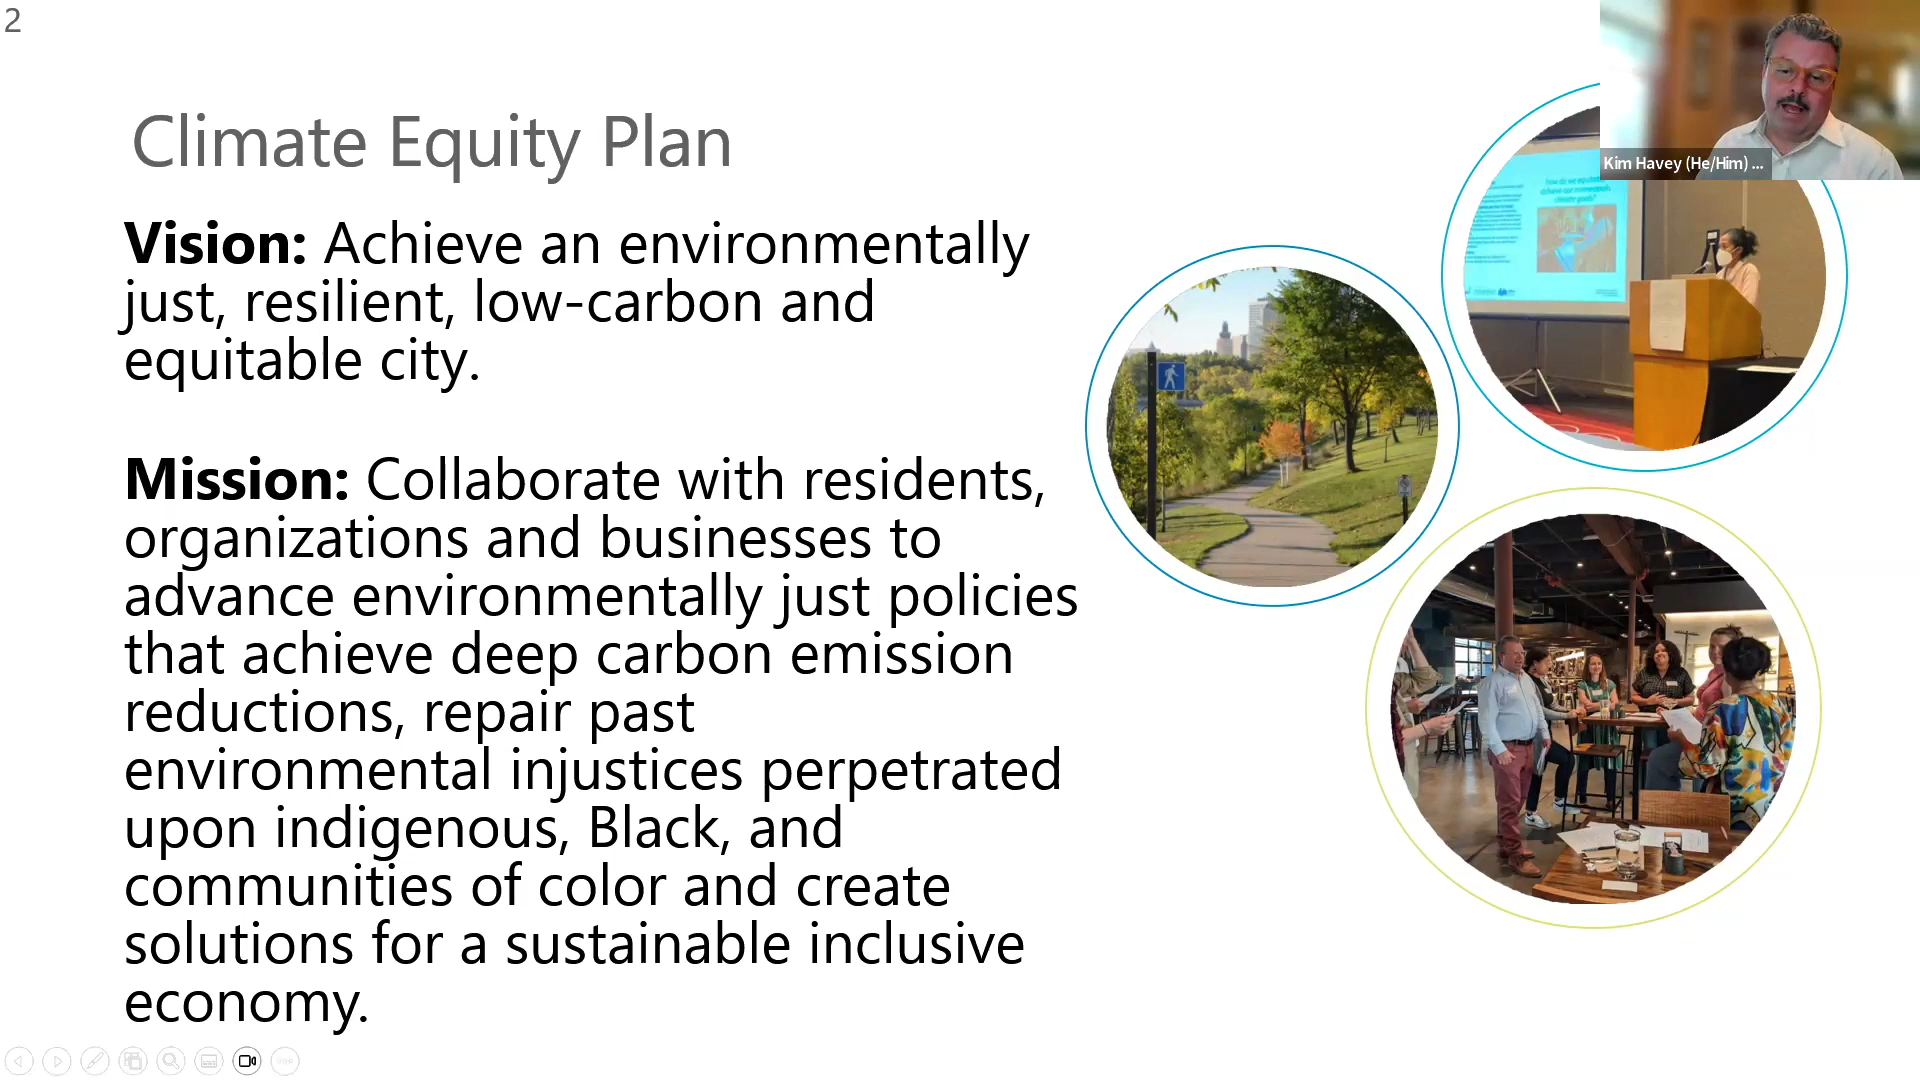 2
Kim Havey (He/Him) ...
Climate Equity Plan
Vision: Achieve an environmentally
just, resilient, low-carbon and
equitable city.
Mission: Collaborate with residents,
organizations and businesses to
advance environmentally just policies
that achieve deep carbon emission
reductions, repair past
environmental injustices perpetrated
upon indigenous, Black, and
communities of color and create
solutions for a sustainable inclusive
economy.